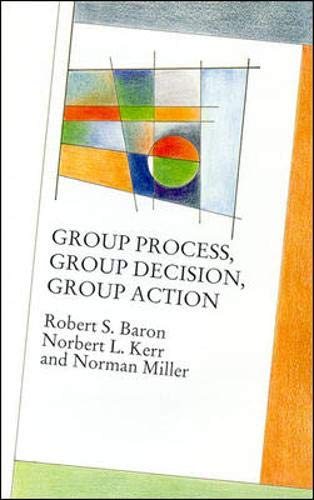 GROUP PROCESS,
GROUP DECISION,
GROUP ACTION
Robert S. Baron
Norbert L. Kerr
and Norman Miller